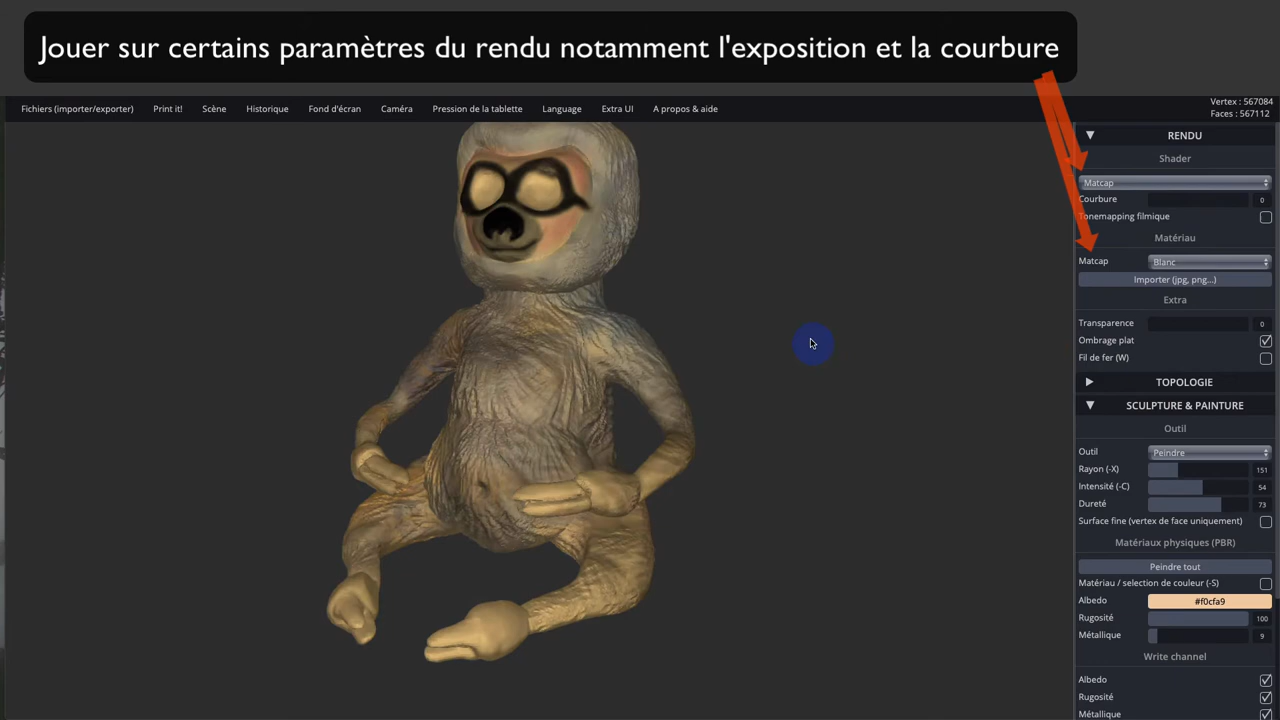 Jouer sur certains paramètres du rendu notamment l'exposition et la courbure
Fichiers (importer/exporter) Print it! Scène Historique Fond d'écran Caméra Pression de la tablette Language Extra UI A propos & aide
Vertex : 567084
Faces : 567112
RENDU
Shader
Matcap
Courbure 0
Tonemapping filmique
Matériau
Matcap Blanc
Importer (jpg, png...)
Extra
Transparence 0
Ombrage plat
Fil de fer (W)
TOPOLOGIE
SCULPTURE & PAINTURE
Outil
Outil Peindre
Rayon (-X) 151
Intensité (-C) 54
Dureté 73
Surface fine (vertex de face uniquement)
Matériaux physiques (PBR)
Peindre tout
Matériau / selection de couleur (-S)
Albedo #f0cfa9
Rugosité 100
Métallique 9
Write channel
Albedo
Rugosité
Métallique